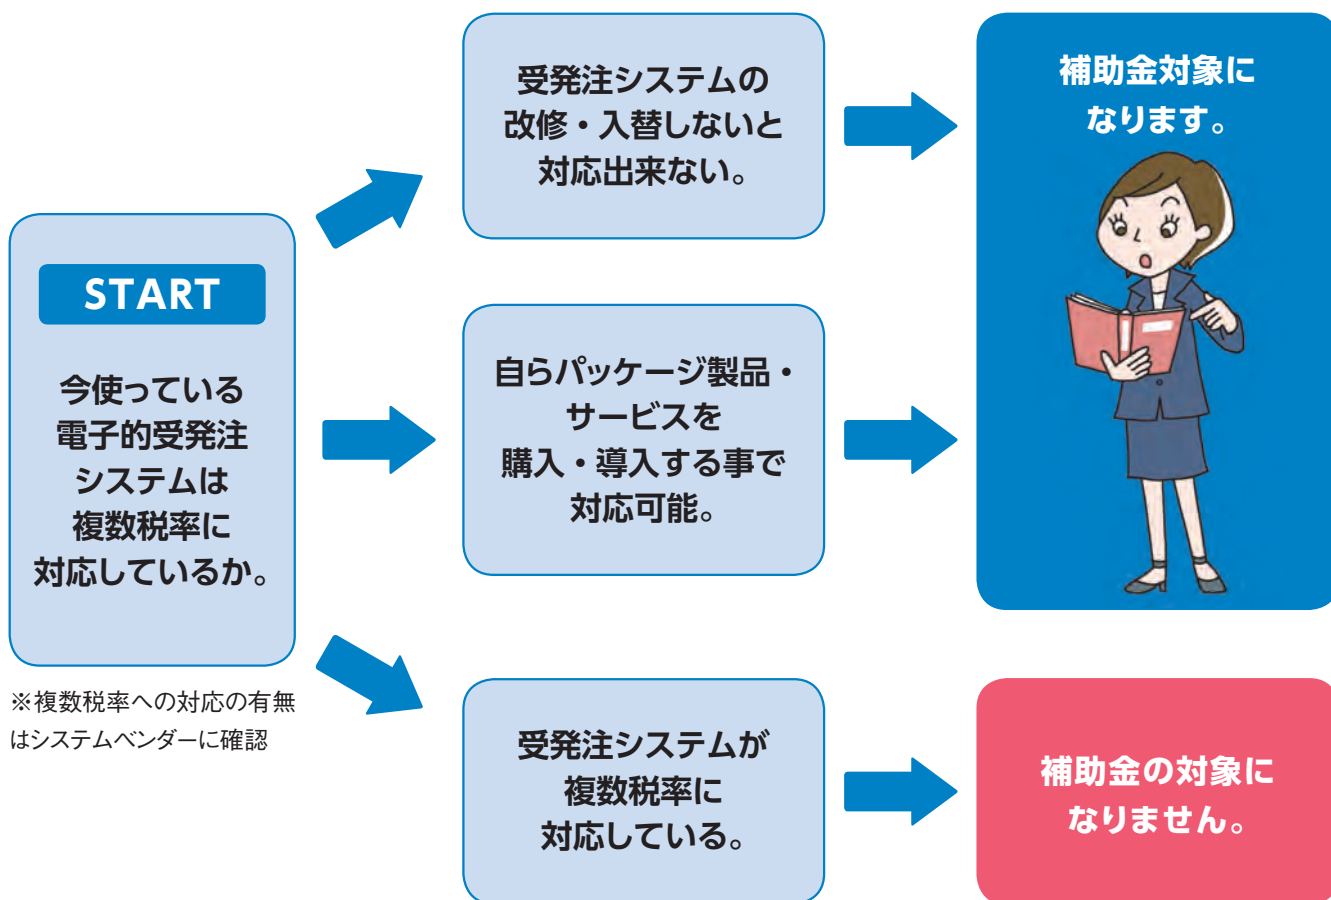 START
今使っている
電子的受発注
システムは
複数税率に
対応しているか。
※複数税率への対応の有無
はシステムベンダーに確認
受発注システムの
改修・入替しないと
対応出来ない。
補助金対象に
なります。
自らパッケージ製品・
サービスを
購入・導入する事で
対応可能。
受発注システムが
複数税率に
対応している。
補助金の対象に
なりません。